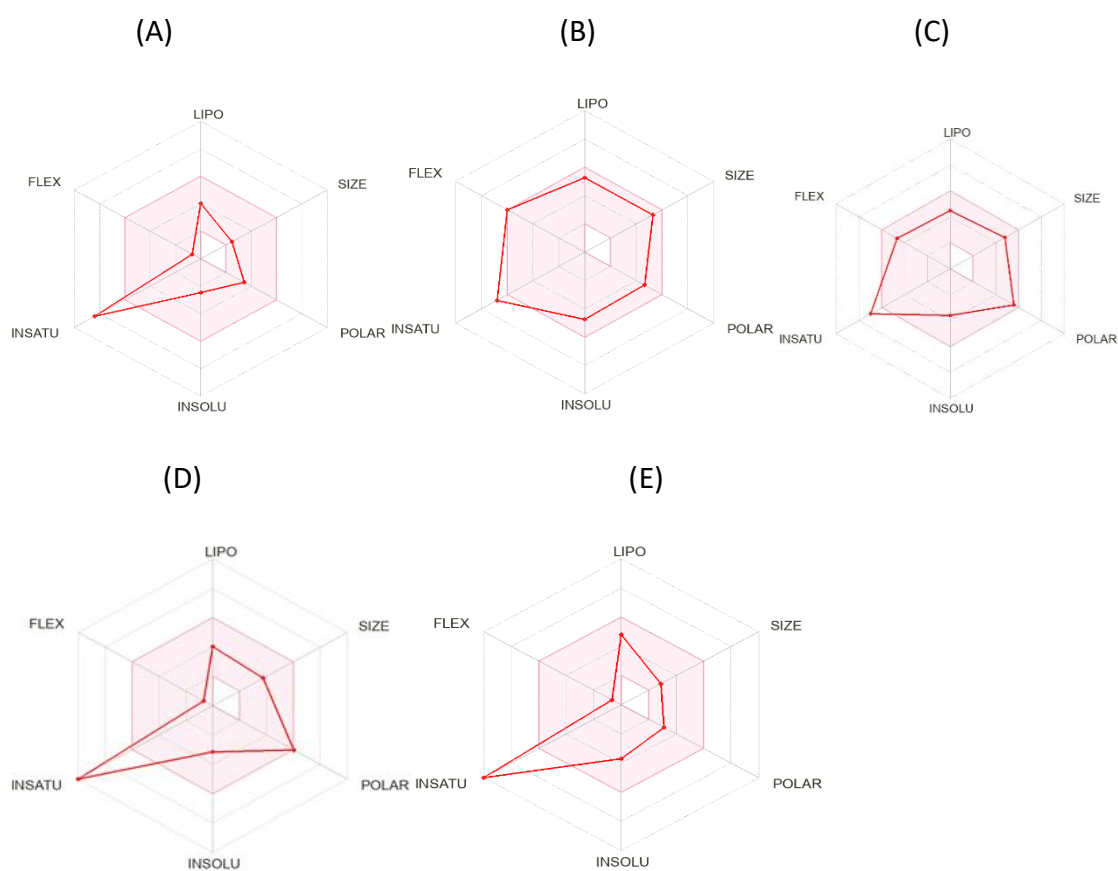 (A)
(B)
(C)
LIPO
FLEX
SIZE
INSATU
POLAR
INSOLU
LIPO
FLEX
SIZE
INSATU
POLAR
INSOLU
LIPO
FLEX
SIZE
INSATU
POLAR
INSOLU
(D)
(E)
LIPO
FLEX
SIZE
INSATU
POLAR
INSOLU
LIPO
FLEX
SIZE
INSATU
POLAR
INSOLU